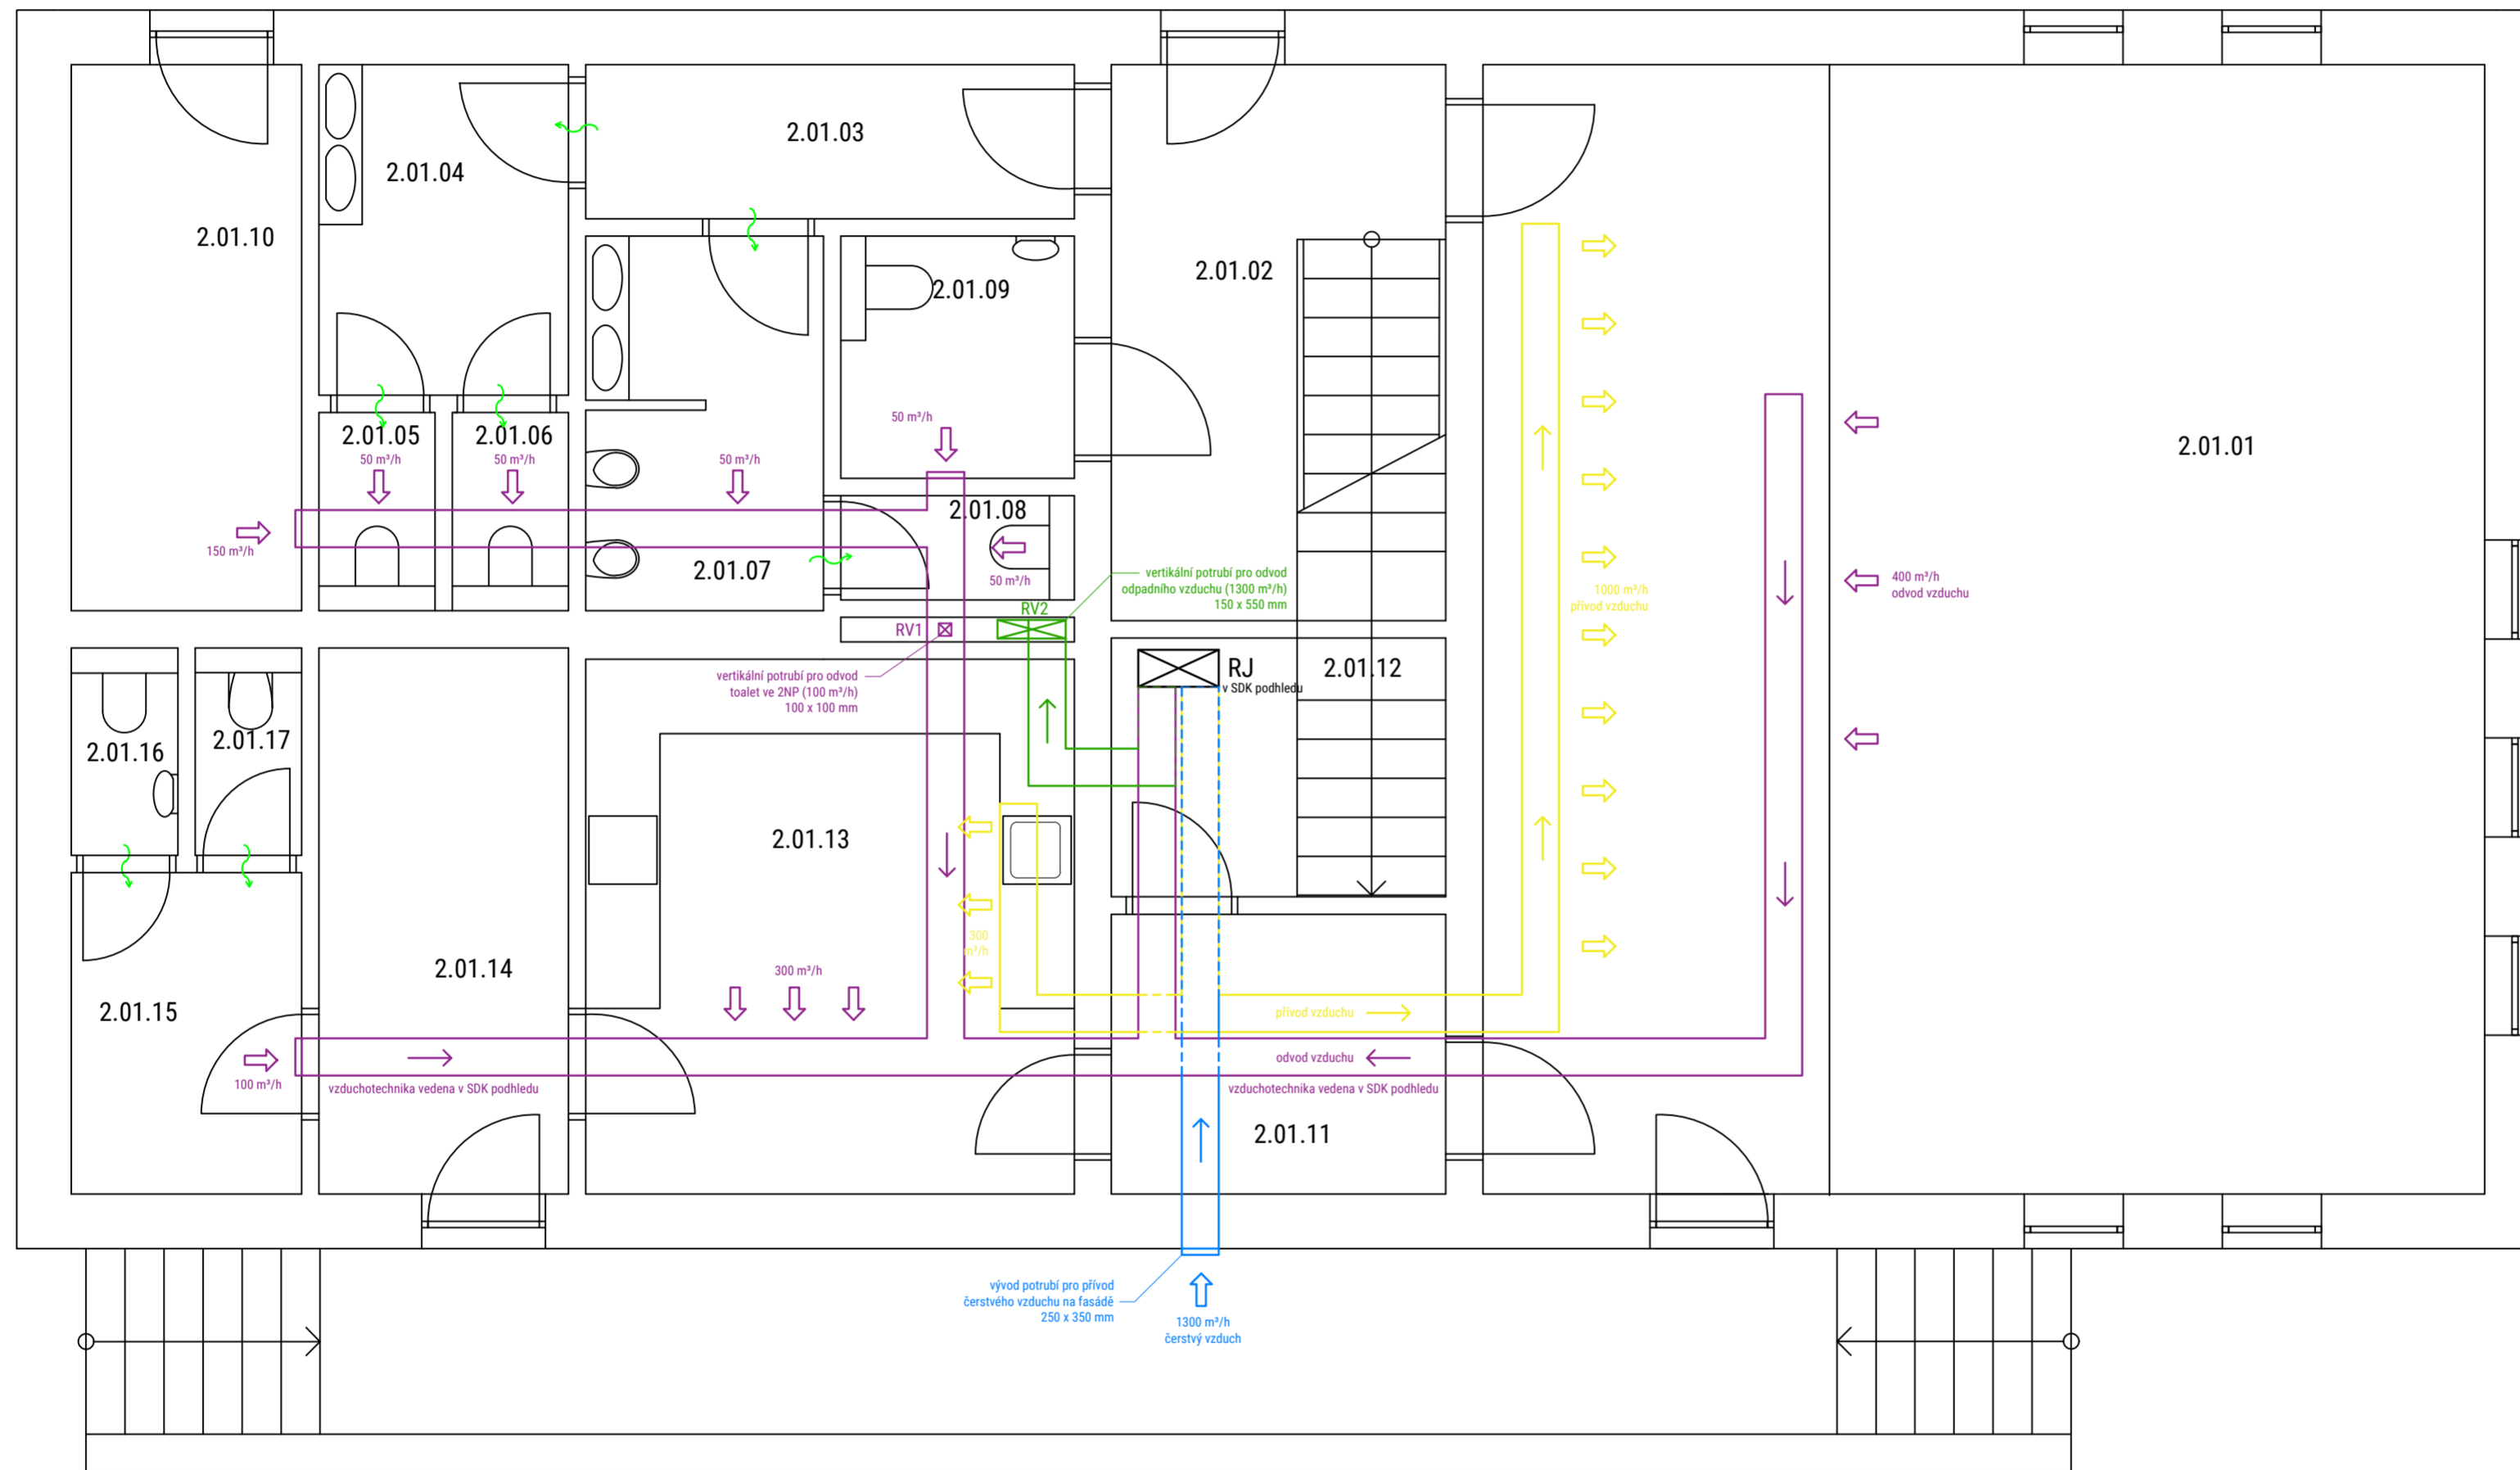 2.01.03
2.01.04
2.01.10
2.01.02
2.01.09
50 m³/h
2.01.05
2.01.06
2.01.01
50 m³/h
50 m³/h
50 m³/h
2.01.08
150 m³/h
2.01.07
50 m³/h
vertikální potrubí pro odvod
odpadního vzduchu (1300 m³/h)
150 x 550 mm
1000 m³/h
přívod vzduchu
400 m³/h
odvod vzduchu
RV2
RV1
RJ
v SDK podhledu
2.01.12
vertikální potrubí pro odvod
toalet ve 2NP (100 m³/h)
100 x 100 mm
2.01.16
2.01.17
2.01.13
300
m³/h
2.01.14
300 m³/h
2.01.15
přívod vzduchu
odvod vzduchu
100 m³/h
vzduchotechnika vedena v SDK podhledu
vzduchotechnika vedena v SDK podhledu
2.01.11
vývod potrubí pro přívod
čerstvého vzduchu na fasádě
250 x 350 mm
1300 m³/h
čerstvý vzduch